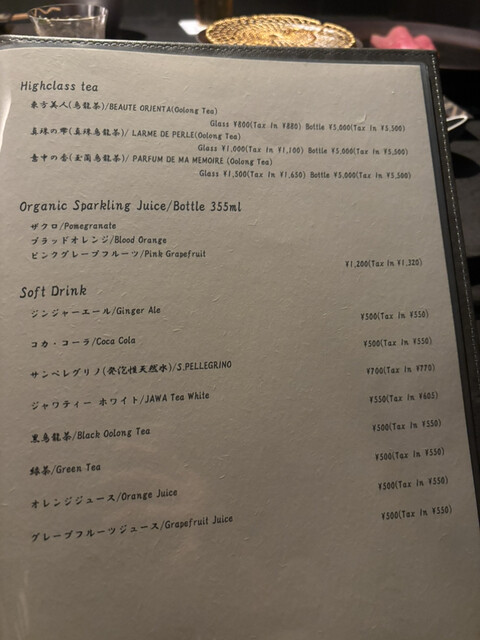 Highclass tea
東方美人(烏龍茶)/BEAUTE ORIENTA(Oolong Tea)
Glass ¥800(Tax In ¥880) Bottle ¥5,000(Tax In ¥5,500)
真珠の雫(真珠烏龍茶)/ LARME DE PERLE(Oolong Tea)
Glass ¥1,000(Tax In ¥1,100) Bottle ¥5,000(Tax In ¥5,500)
意中の香(玉蘭烏龍茶)/ PARFUM DE MA MEMOIRE (Oolong Tea)
Glass ¥1,500(Tax In ¥1,650) Bottle ¥5,000(Tax In ¥5,500)
Organic Sparkling Juice/Bottle 355ml
ザクロ/Pomegranate
ブラッドオレンジ/Blood Orange
ピンクグレープフルーツ/Pink Grapefruit
¥1,200(Tax In ¥1,320)
Soft Drink
ジンジャーエール/Ginger Ale ¥500(Tax In ¥550)
コカ・コーラ/Coca Cola ¥500(Tax In ¥550)
サンペレグリノ(発泡性天然水)/S.PELLEGRINO ¥700(Tax In ¥770)
ジャワティー ホワイト/JAWA Tea White ¥550(Tax In ¥605)
黒烏龍茶/Black Oolong Tea ¥500(Tax In ¥550)
緑茶/Green Tea ¥500(Tax In ¥550)
オレンジジュース/Orange Juice ¥500(Tax In ¥550)
グレープフルーツジュース/Grapefruit Juice ¥500(Tax In ¥550)